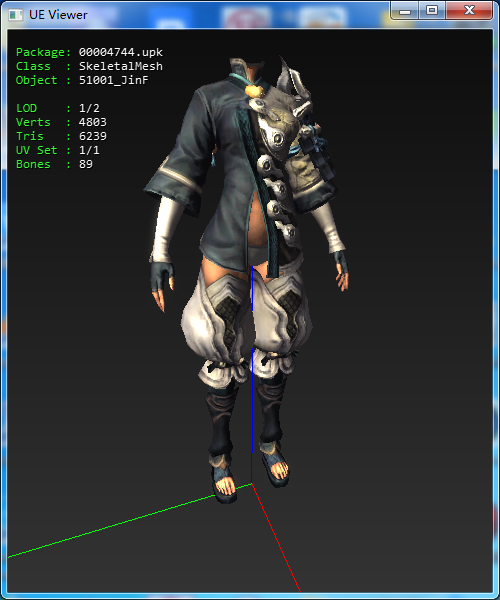 UE Viewer
Package: 00004744.upk
Class : SkeletalMesh
Object : 51001_JinF
LOD : 1/2
Verts : 4803
Tris : 6239
UV Set : 1/1
Bones : 89